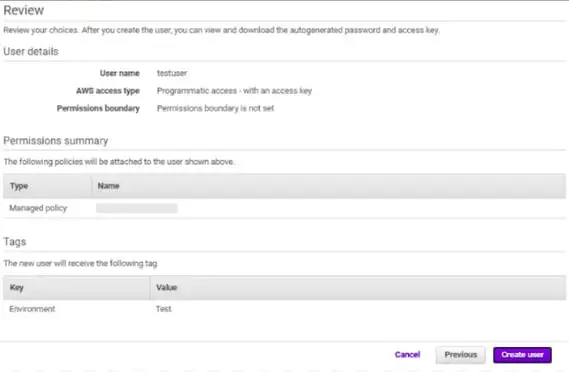 Review
Review your choices. After you create the user, you can view and download the autogenerated password and access key.
User details
User name testuser
AWS access type Programmatic access - with an access key
Permissions boundary Permissions boundary is not set
Permissions summary
The following policies will be attached to the user shown above.
Type Name
Managed policy
Tags
The new user will receive the following tag
Key Value
Environment Test
Cancel Previous Create user